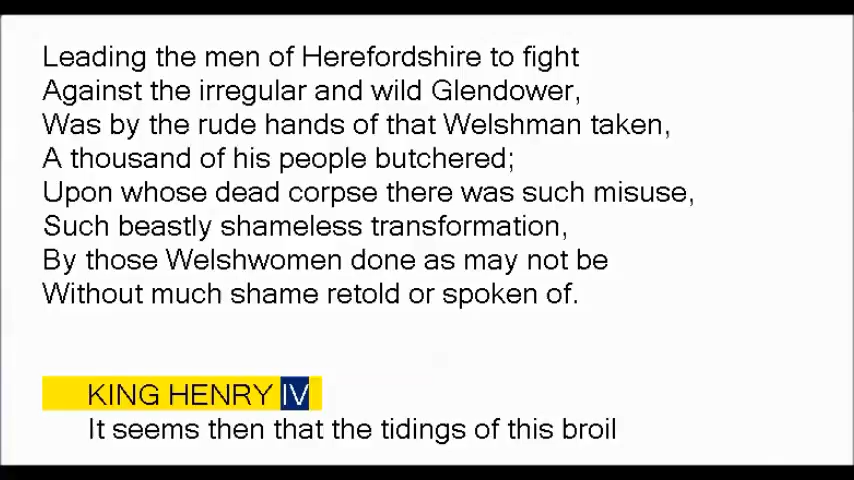 Leading the men of Herefordshire to fight
Against the irregular and wild Glendower,
Was by the rude hands of that Welshman taken,
A thousand of his people butchered;
Upon whose dead corpse there was such misuse,
Such beastly shameless transformation,
By those Welshwomen done as may not be
Without much shame retold or spoken of.
KING HENRY IV
It seems then that the tidings of this broil